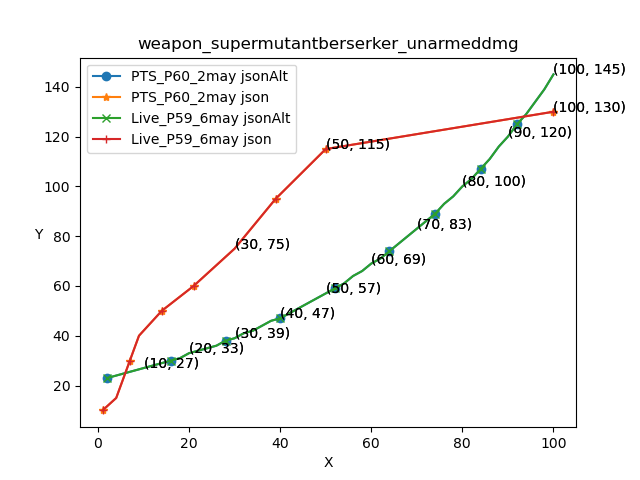 weapon_supermutantberserker_unarmeddmg
PTS_P60_2may jsonAlt
PTS_P60_2may json
Live_P59_6may jsonAlt
Live_P59_6may json
(100, 145)
(100, 130)
(90, 120)
(50, 115)
(80, 100)
(70, 83)
(30, 75)
(60, 69)
(50, 57)
(40, 47)
(30, 39)
(20, 33)
(10, 27)
140
120
100
80
60
40
20
Y
0 20 40 60 80 100
X